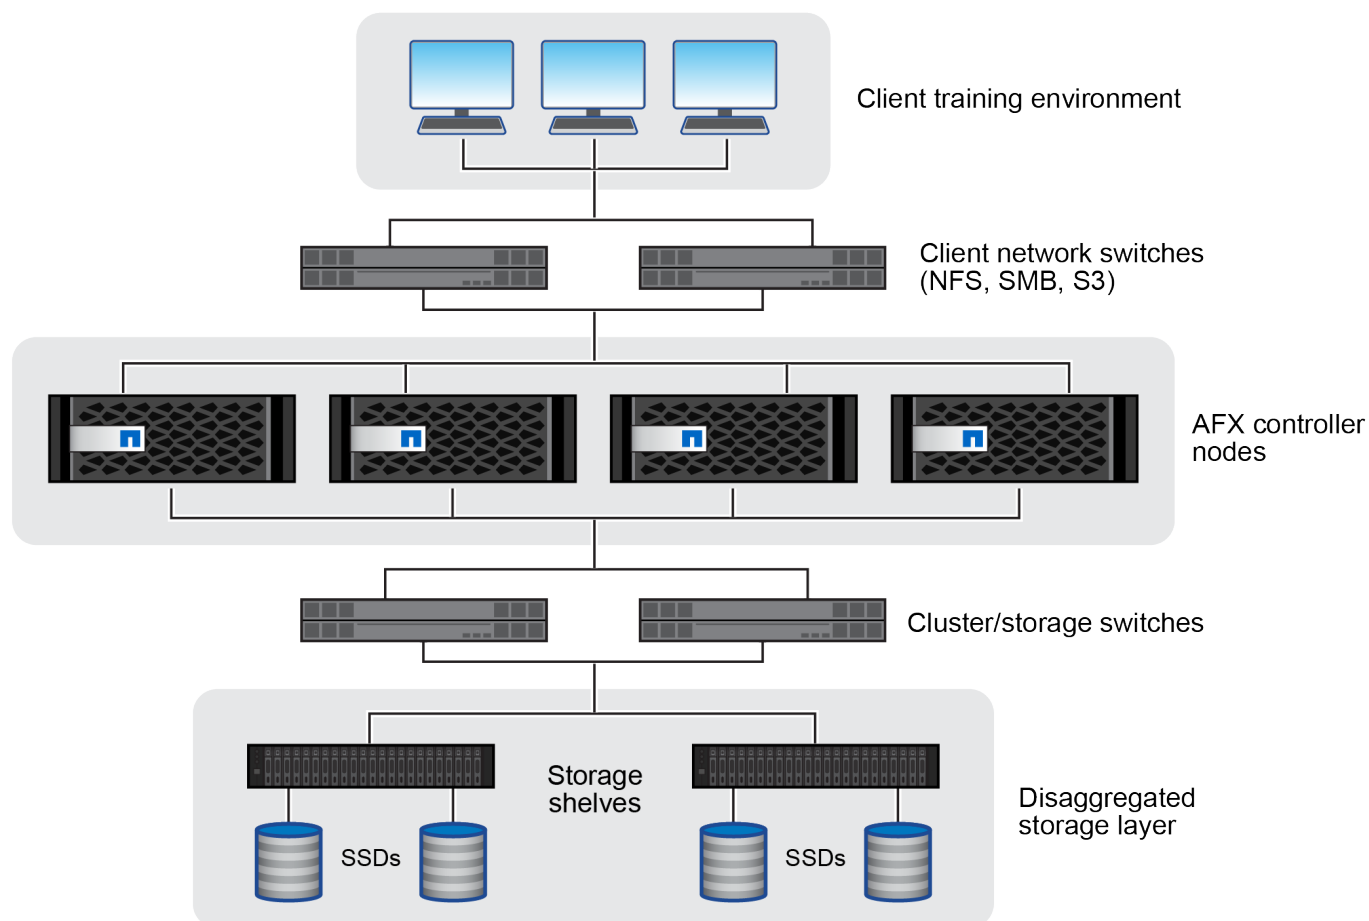 Client training environment
Client network switches
(NFS, SMB, S3)
AFX controller
nodes
Cluster/storage switches
Storage
shelves
Disaggregated
storage layer
SSDs
SSDs